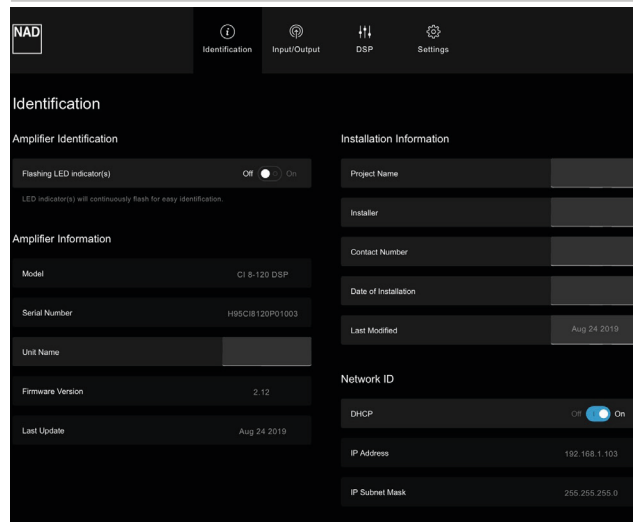 NAD
Identification
Input/Output
DSP
Settings
Identification
Amplifier Identification
Flashing LED indicator(s) Off On
LED indicator(s) will continuously flash for easy identification.
Amplifier Information
Model CI 8-120 DSP
Serial Number H95CI8120P01003
Unit Name
Firmware Version 2.12
Last Update Aug 24 2019
Installation Information
Project Name
Installer
Contact Number
Date of Installation
Last Modified Aug 24 2019
Network ID
DHCP Off On
IP Address 192.168.1.103
IP Subnet Mask 255.255.255.0